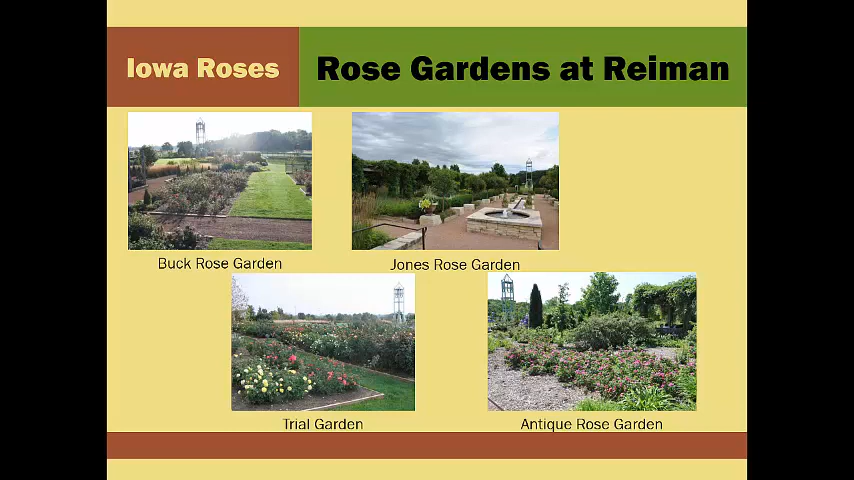 Iowa Roses
Rose Gardens at Reiman
Buck Rose Garden
Jones Rose Garden
Trial Garden
Antique Rose Garden